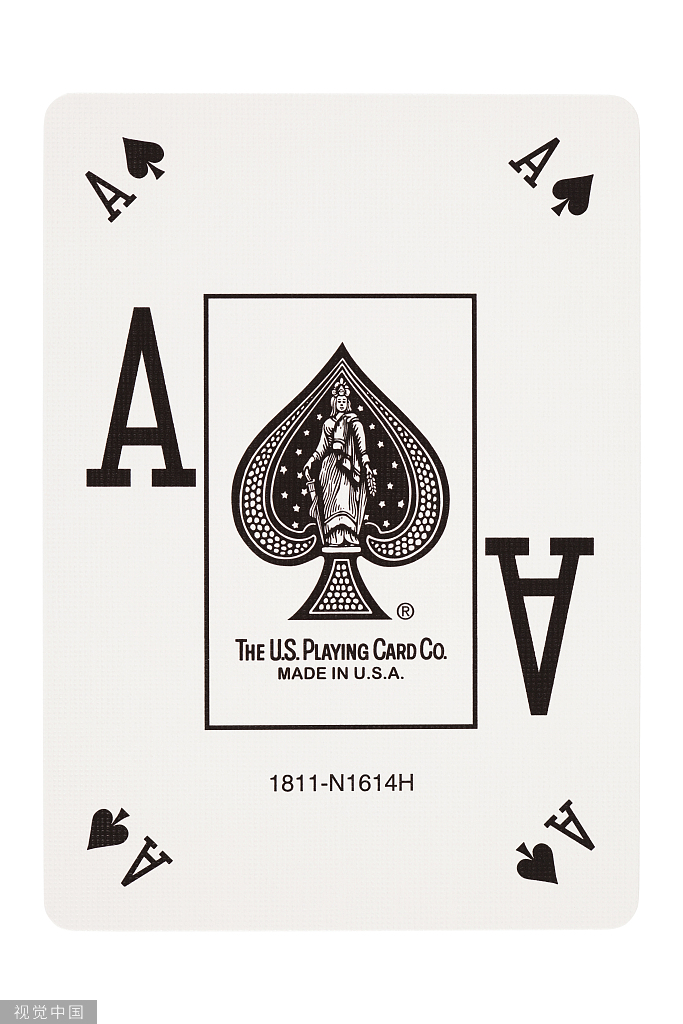 A A
A
A
THE U.S. PLAYING CARD CO.
®
MADE IN U.S.A.
1811-N1614H
A A
视觉中国